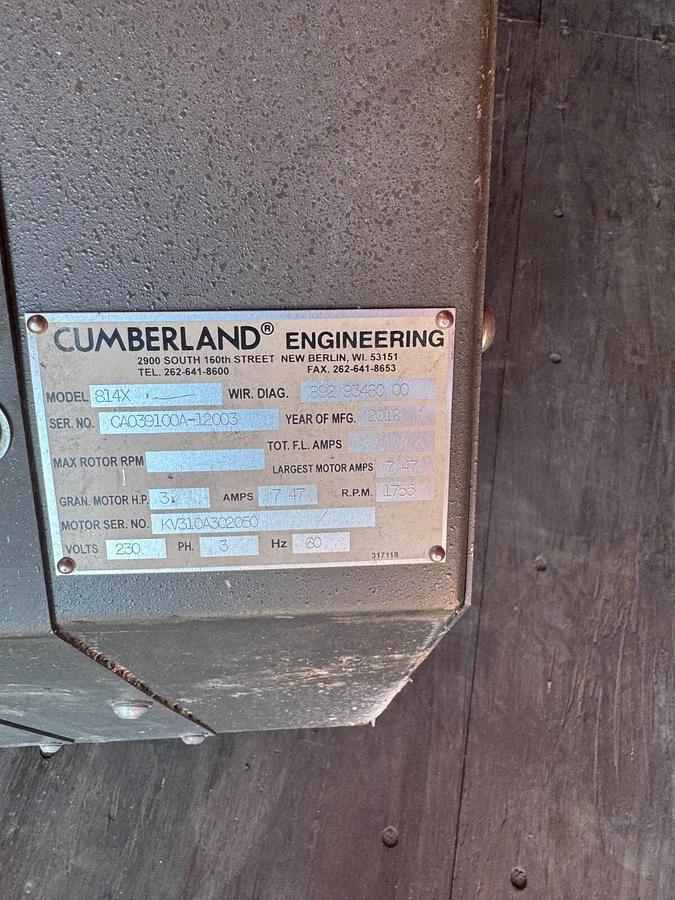 CUMBERLAND® ENGINEERING
2900 SOUTH 160th STREET NEW BERLIN, WI. 53151
TEL. 262-641-8600 FAX. 262-641-8653
MODEL 814X WIR. DIAG. 892 93480 00
SER. NO. CA039100A-12003 YEAR OF MFG. 2012
TOT. F.L. AMPS
MAX ROTOR RPM LARGEST MOTOR AMPS 7 47
GRAN. MOTOR H.P. 3. AMPS 7 47 R.P.M. 1755
MOTOR SER. NO. KV310A302050
VOLTS 230 PH. 3 Hz 60
317118